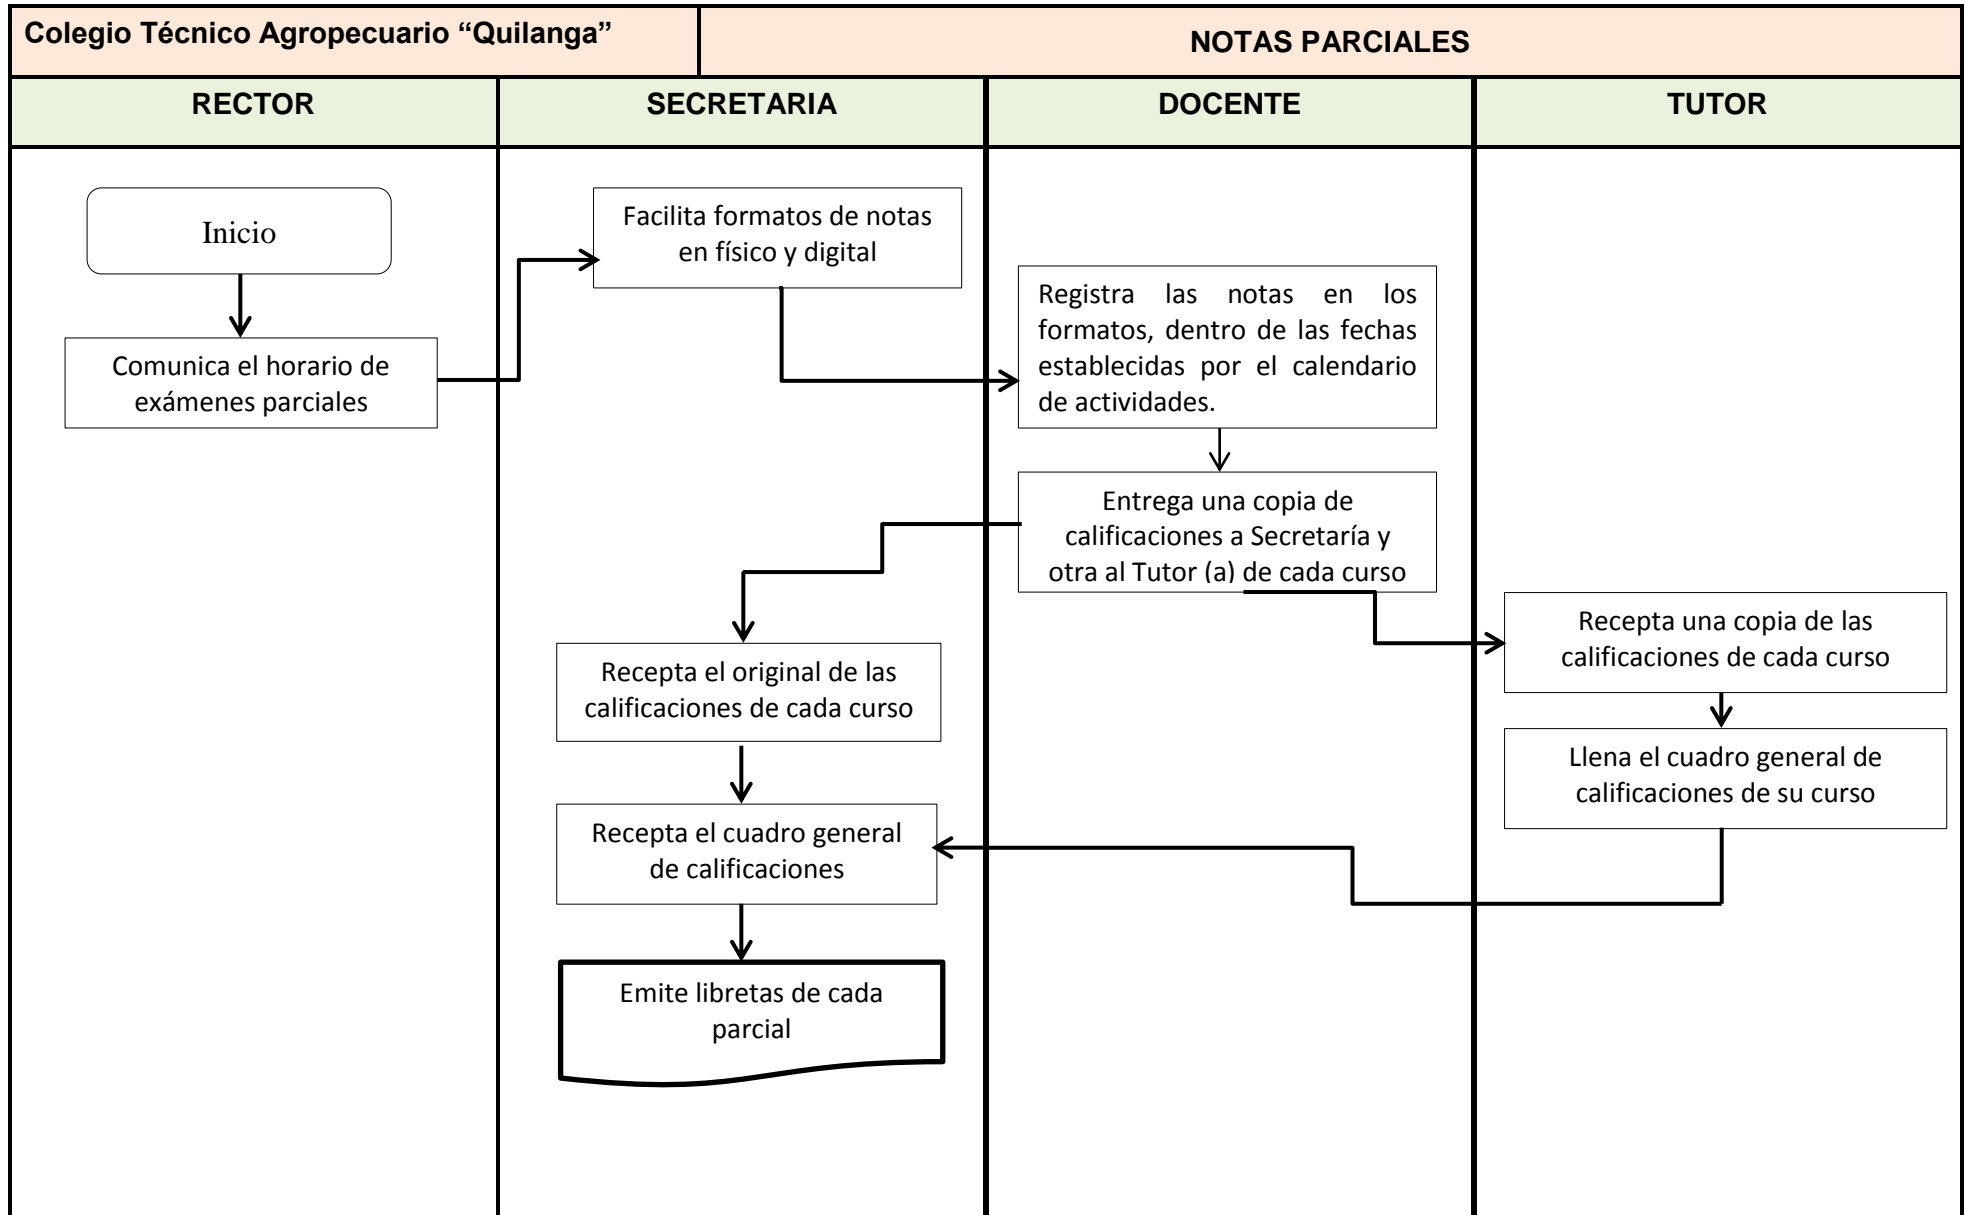 Colegio Técnico Agropecuario “Quilanga”
NOTAS PARCIALES
RECTOR
SECRETARIA
DOCENTE
TUTOR
Inicio
Comunica el horario de
exámenes parciales
Facilita formatos de notas
en físico y digital
Registra las notas en los
formatos, dentro de las fechas
establecidas por el calendario
de actividades.
Entrega una copia de
calificaciones a Secretaría y
otra al Tutor (a) de cada curso
Recepta una copia de las
calificaciones de cada curso
Llena el cuadro general de
calificaciones de su curso
Recepta el original de las
calificaciones de cada curso
Recepta el cuadro general
de calificaciones
Emite libretas de cada
parcial